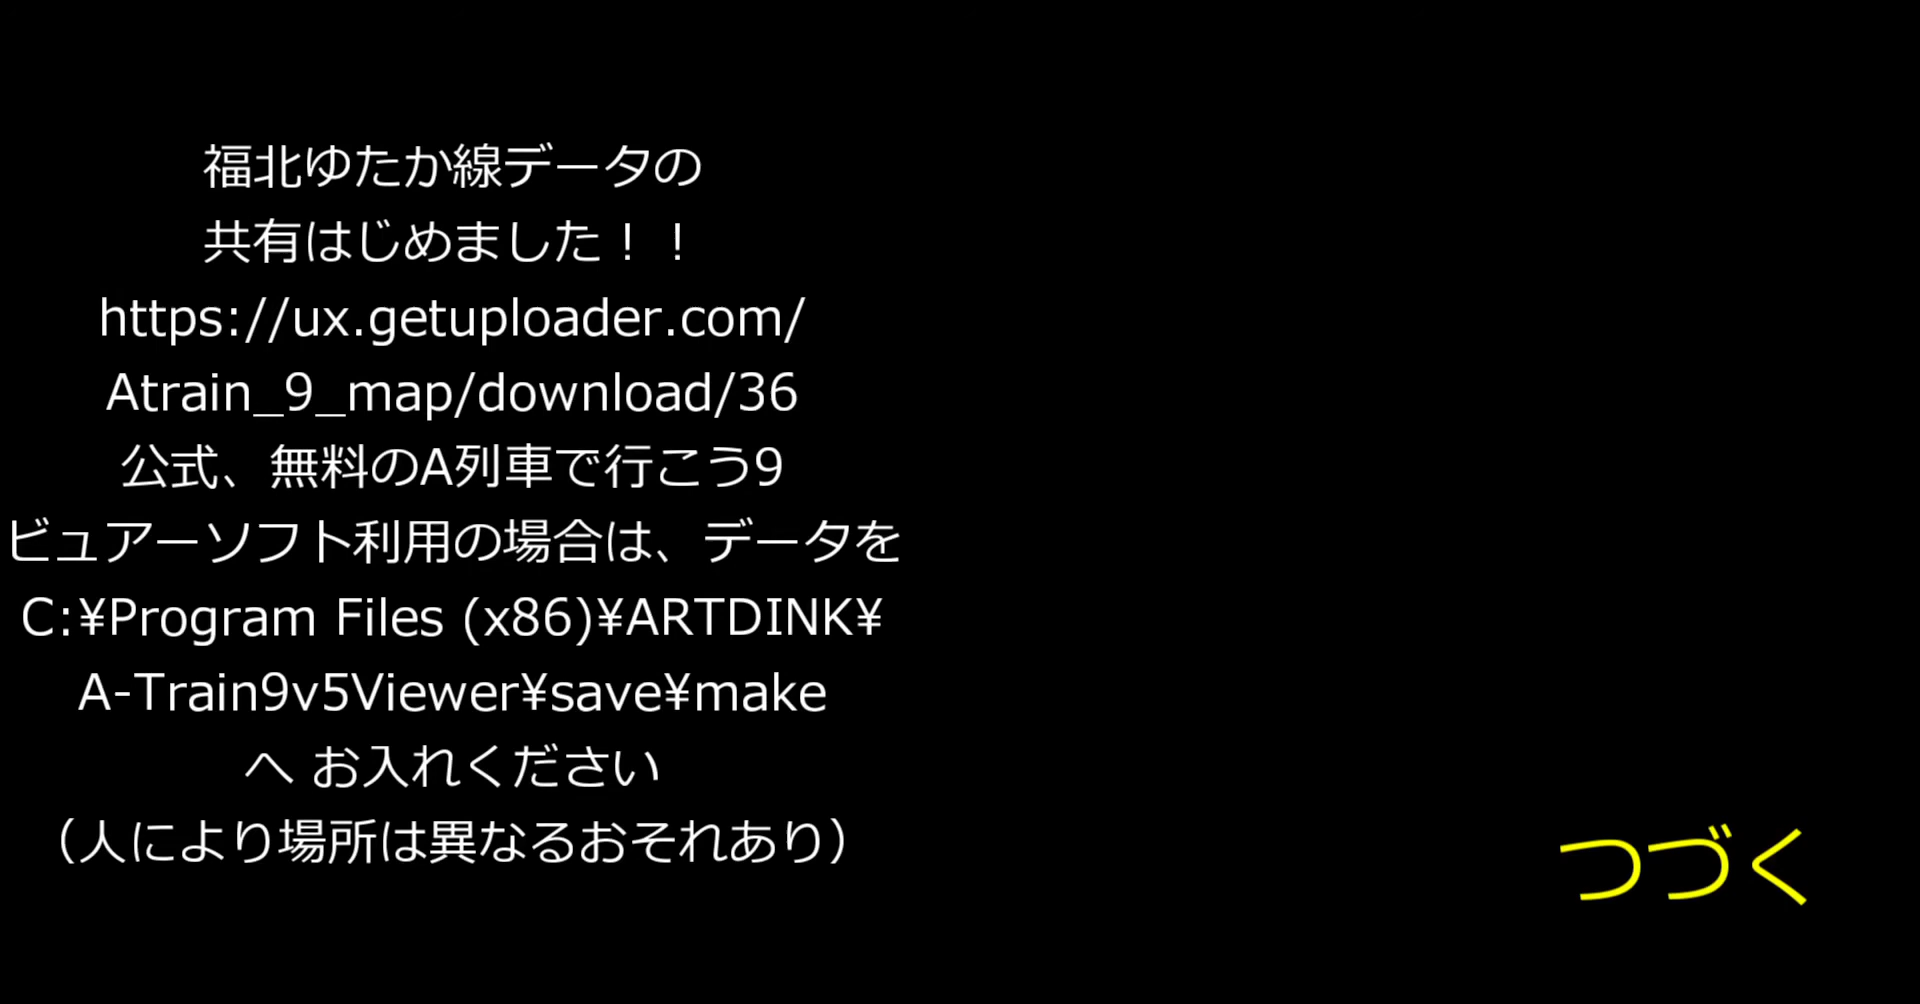 福北ゆたか線データの
共有はじめました！！
https://ux.getuploader.com/
Atrain_9_map/download/36
公式、無料のA列車で行こう9
ビュアーソフト利用の場合は、データを
C:¥Program Files (x86)¥ARTDINK¥
A-Train9v5Viewer¥save¥make
へ お入れください
（人により場所は異なるおそれあり）
つづく